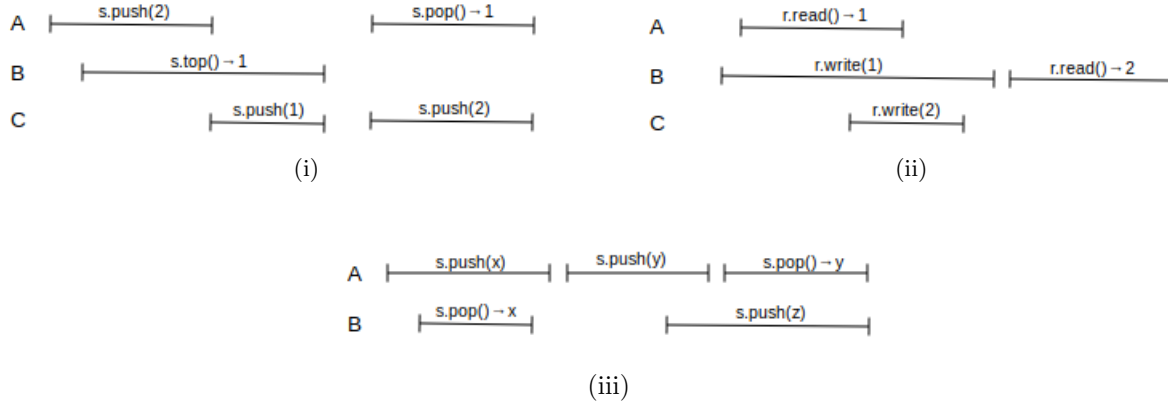 A s.push(2) s.pop()→1
B s.top()→1
C s.push(1) s.push(2)
(i)
A r.read()→1
B r.write(1) r.read()→2
C r.write(2)
(ii)
A s.push(x) s.push(y) s.pop()→y
B s.pop()→x s.push(z)
(iii)